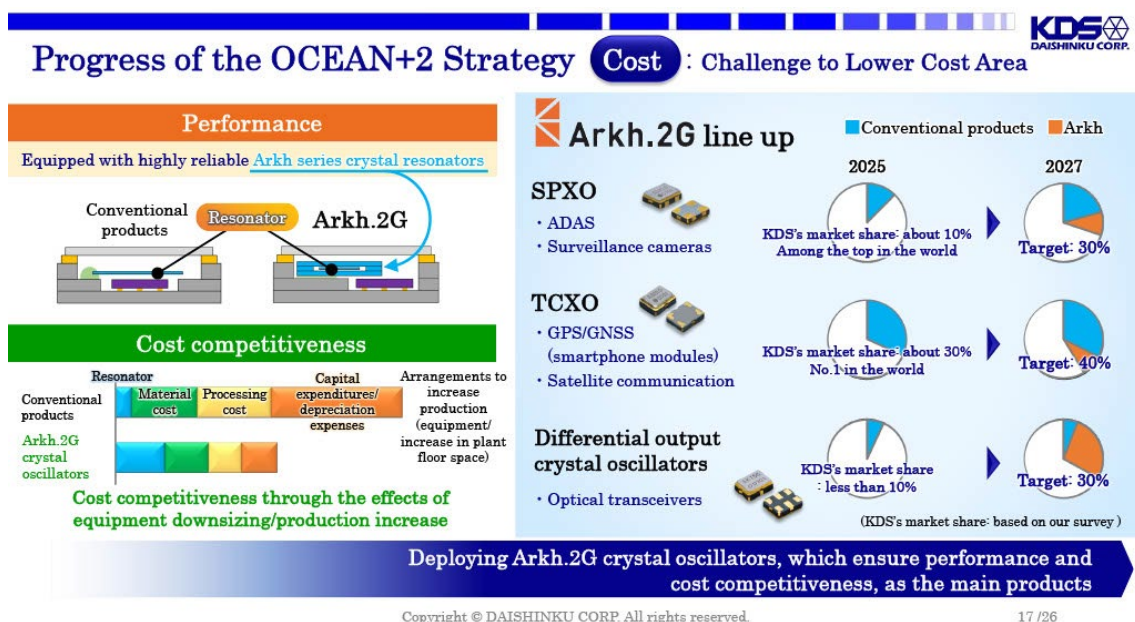 KDS
DAISHINKU CORP.
Progress of the OCEAN+2 Strategy Cost : Challenge to Lower Cost Area
Performance
Equipped with highly reliable Arkh series crystal resonators
Conventional
products
Resonator
Arkh.2G
Cost competitiveness
Resonator
Material
cost
Processing
cost
Capital
expenditures/
depreciation
expenses
Arrangements to
increase
production
(equipment/
increase in plant
floor space)
Conventional
products
Arkh.2G
crystal
oscillators
Cost competitiveness through the effects of
equipment downsizing/production increase
Arkh.2G line up
Conventional products
Arkh
2025
2027
SPXO
・ADAS
・Surveillance cameras
KDS's market share: about 10%
Among the top in the world
Target: 30%
TCXO
・GPS/GNSS
(smartphone modules)
・Satellite communication
KDS's market share: about 30%
No.1 in the world
Target: 40%
Differential output
crystal oscillators
・Optical transceivers
KDS's market share
: less than 10%
Target: 30%
(KDS's market share: based on our survey )
Deploying Arkh.2G crystal oscillators, which ensure performance and
cost competitiveness, as the main products
Copyright © DAISHINKU CORP. All rights reserved.
17 /26